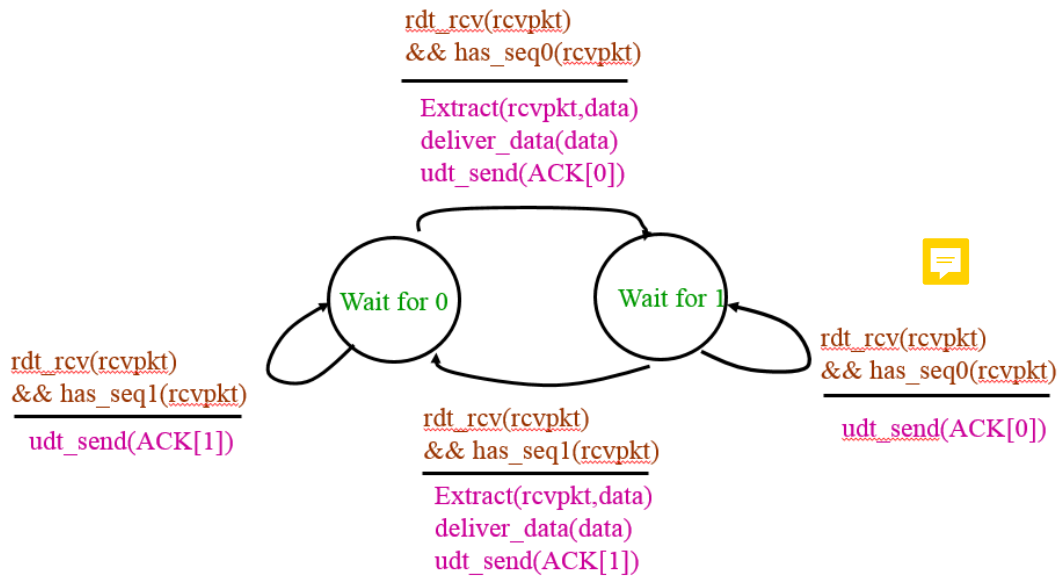 rdt_rcv(rcvpkt)
&& has_seq0(rcvpkt)
Extract(rcvpkt,data)
deliver_data(data)
udt_send(ACK[0])
Wait for 0
Wait for 1
rdt_rcv(rcvpkt)
&& has_seq1(rcvpkt)
udt_send(ACK[1])
rdt_rcv(rcvpkt)
&& has_seq1(rcvpkt)
Extract(rcvpkt,data)
deliver_data(data)
udt_send(ACK[1])
rdt_rcv(rcvpkt)
&& has_seq0(rcvpkt)
udt_send(ACK[0])